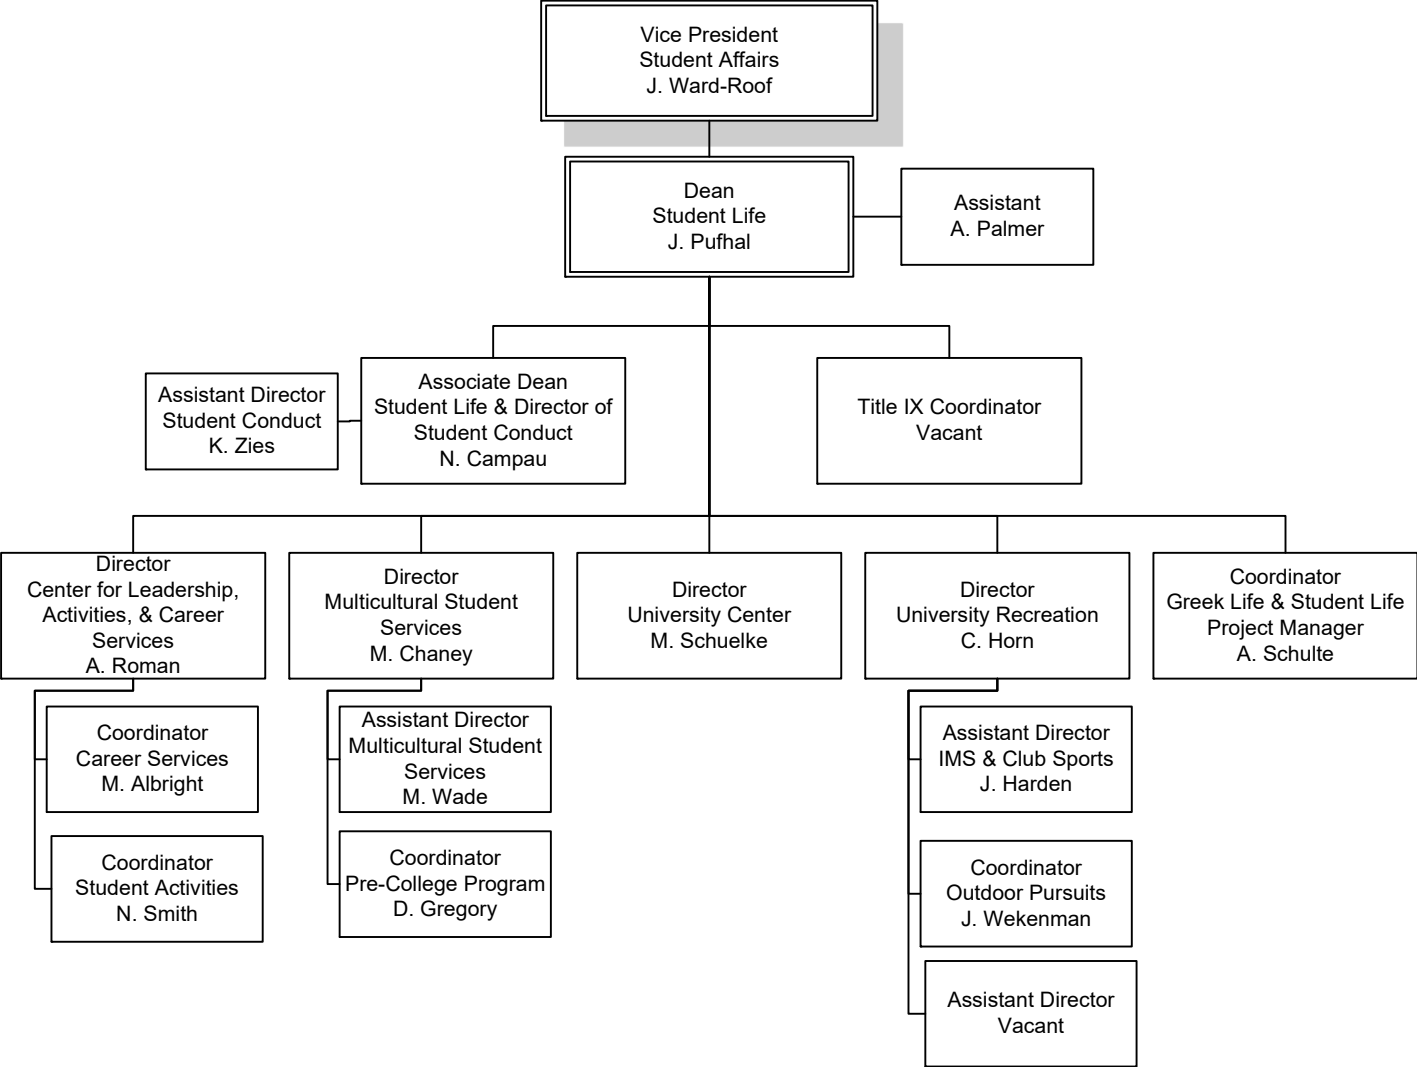 Vice President
Student Affairs
J. Ward-Roof
Dean
Student Life
J. Pufhal
Assistant
A. Palmer
Assistant Director
Student Conduct
K. Zies
Associate Dean
Student Life & Director of
Student Conduct
N. Campau
Title IX Coordinator
Vacant
Director
Center for Leadership,
Activities, & Career
Services
A. Roman
Director
Multicultural Student
Services
M. Chaney
Director
University Center
M. Schuelke
Director
University Recreation
C. Horn
Coordinator
Greek Life & Student Life
Project Manager
A. Schulte
Coordinator
Career Services
M. Albright
Coordinator
Student Activities
N. Smith
Assistant Director
Multicultural Student
Services
M. Wade
Coordinator
Pre-College Program
D. Gregory
Assistant Director
IMS & Club Sports
J. Harden
Coordinator
Outdoor Pursuits
J. Wekenman
Assistant Director
Vacant